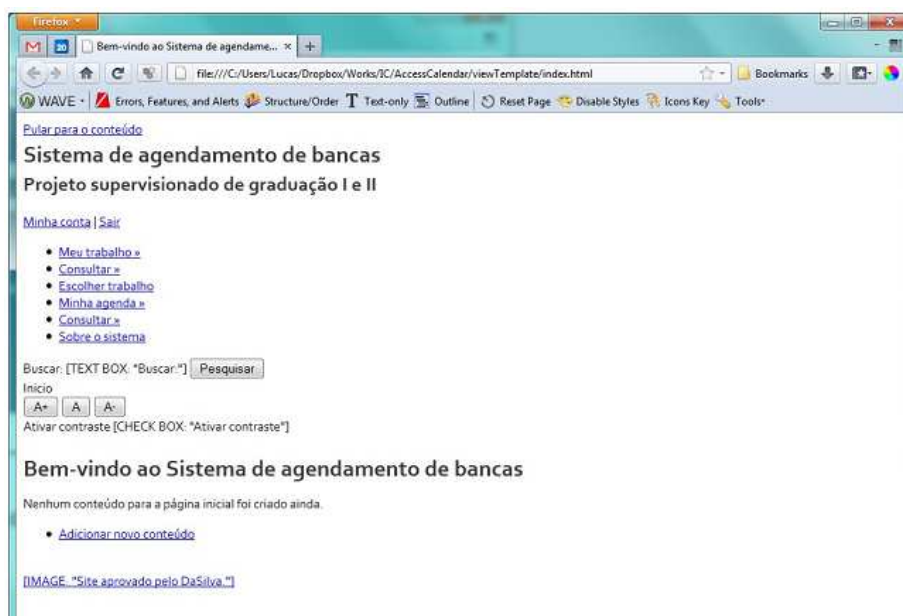 Firefox
Bem-vindo ao Sistema de agendame... × +
file:///C:/Users/Lucas/Dropbox/Works/IC/AccessCalendar/viewTemplate/index.html
Bookmarks
WAVE Errors, Features, and Alerts Structure/Order T Text-only Outline Reset Page Disable Styles Icons Key Tools
Pular para o conteúdo
Sistema de agendamento de bancas
Projeto supervisionado de graduação I e II
Minha conta | Sair
• Meu trabalho »
• Consultar »
• Escolher trabalho
• Minha agenda »
• Consultar »
• Sobre o sistema
Buscar: [TEXT BOX: "Buscar:"] Pesquisar
Inicio
A+ A A-
Ativar contraste [CHECK BOX: "Ativar contraste"]
Bem-vindo ao Sistema de agendamento de bancas
Nenhum conteúdo para a página inicial foi criado ainda.
• Adicionar novo conteúdo
[IMAGE: "Site aprovado pelo DaSilva."]